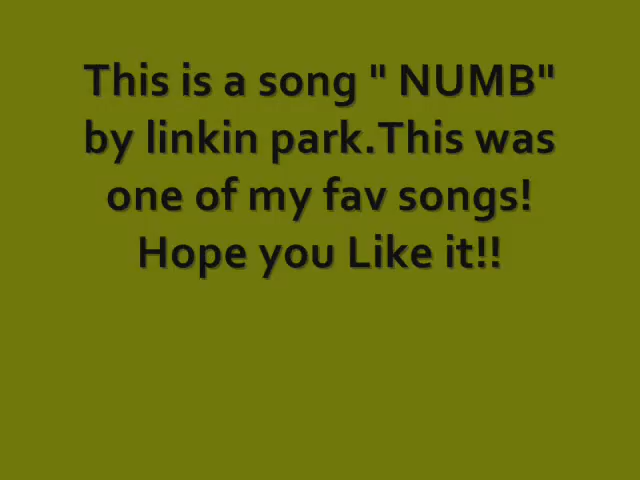 This is a song " NUMB"
by linkin park.This was
one of my fav songs!
Hope you Like it!!